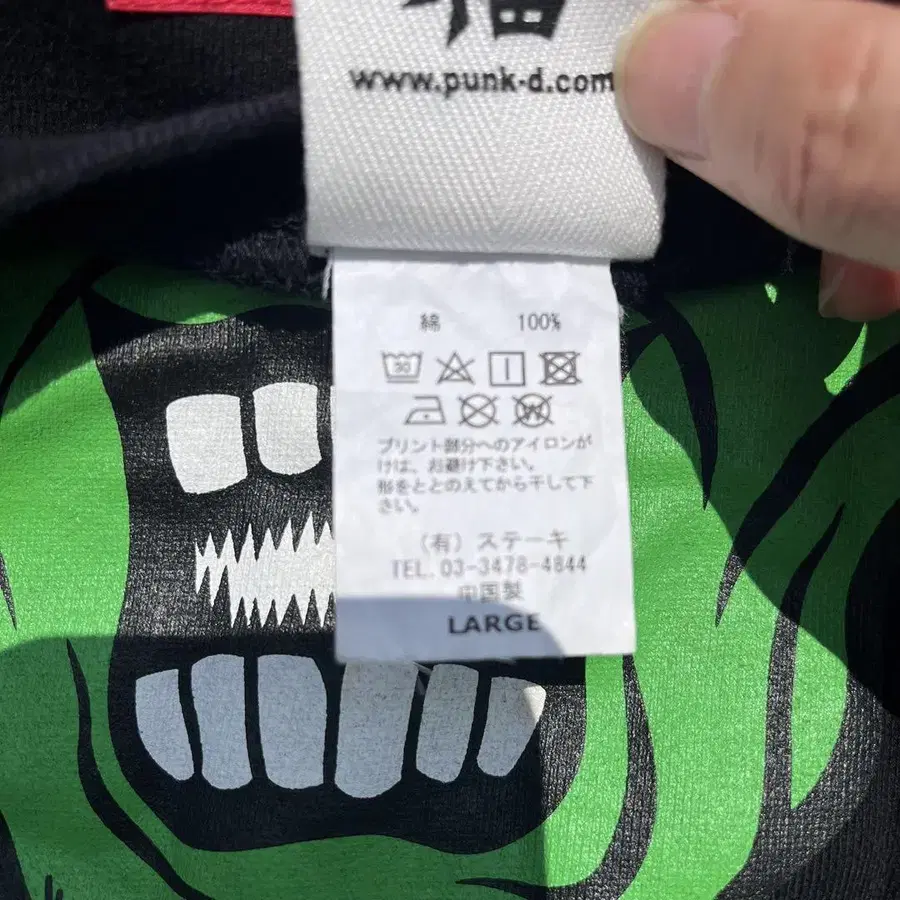 www.punk-d.com
綿 100%
30
プリント部分へのアイロンが
けは、お避け下さい。
形をととのえてから干して下
さい。
(有)ステーキ
TEL.03-3478-4844
中国製
LARGE